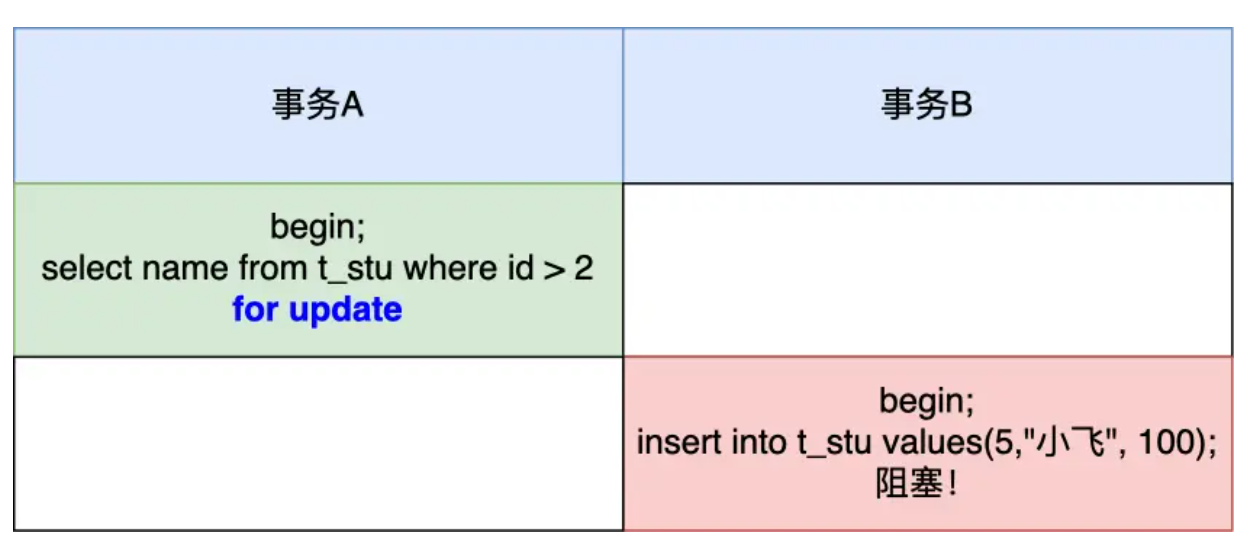 事务A
事务B
begin;
select name from t_stu where id > 2
for update
begin;
insert into t_stu values(5,"小飞", 100);
阻塞！